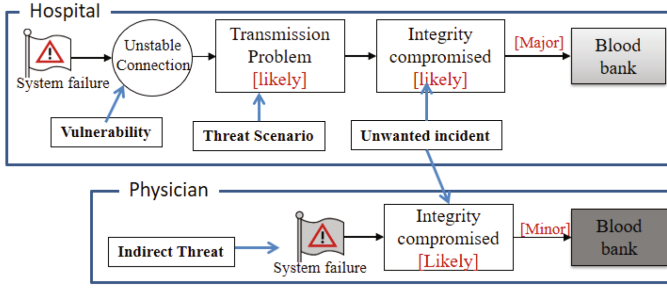 Hospital
System failure
Unstable
Connection
Transmission
Problem
[likely]
Integrity
compromised
[likely]
[Major]
Blood
bank
Vulnerability
Threat Scenario
Unwanted incident
Physician
Indirect Threat
System failure
Integrity
compromised
[Likely]
[Minor]
Blood
bank